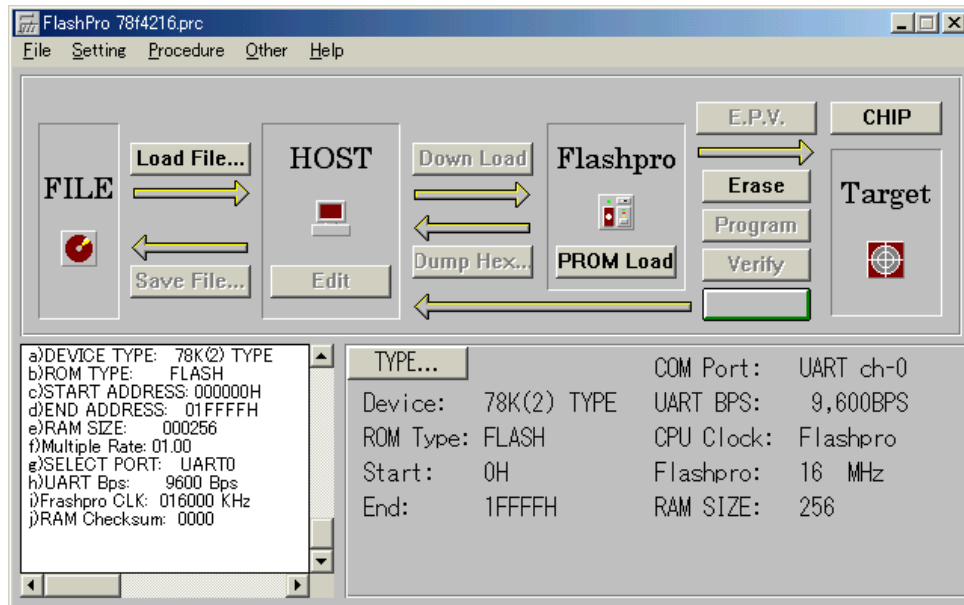 FlashPro 78f4216.prc
File Setting Procedure Other Help
FILE
Load File...
Save File...
HOST
Edit
Down Load
Dump Hex...
Flashpro
PROM Load
E.P.V.
Erase
Program
Verify
CHIP
Target
a)DEVICE TYPE: 78K(2) TYPE
b)ROM TYPE: FLASH
c)START ADDRESS: 000000H
d)END ADDRESS: 01FFFFH
e)RAM SIZE: 000256
f)Multiple Rate: 01.00
g)SELECT PORT: UART0
h)UART Bps: 9600 Bps
i)Frashpro CLK: 016000 KHz
j)RAM Checksum: 0000
TYPE...
Device: 78K(2) TYPE
ROM Type: FLASH
Start: 0H
End: 1FFFFH
COM Port: UART ch-0
UART BPS: 9,600BPS
CPU Clock: Flashpro
Flashpro: 16 MHz
RAM SIZE: 256